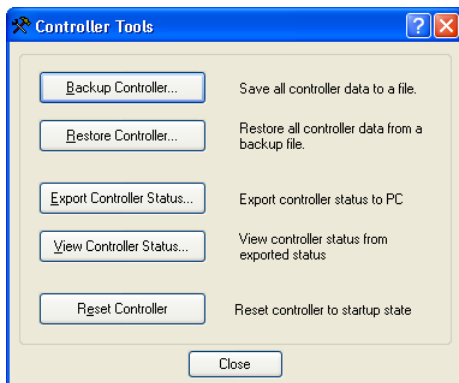 Controller Tools
Backup Controller...
Save all controller data to a file.
Restore Controller...
Restore all controller data from a
backup file.
Export Controller Status...
Export controller status to PC
View Controller Status...
View controller status from
exported status
Reset Controller
Reset controller to startup state
Close